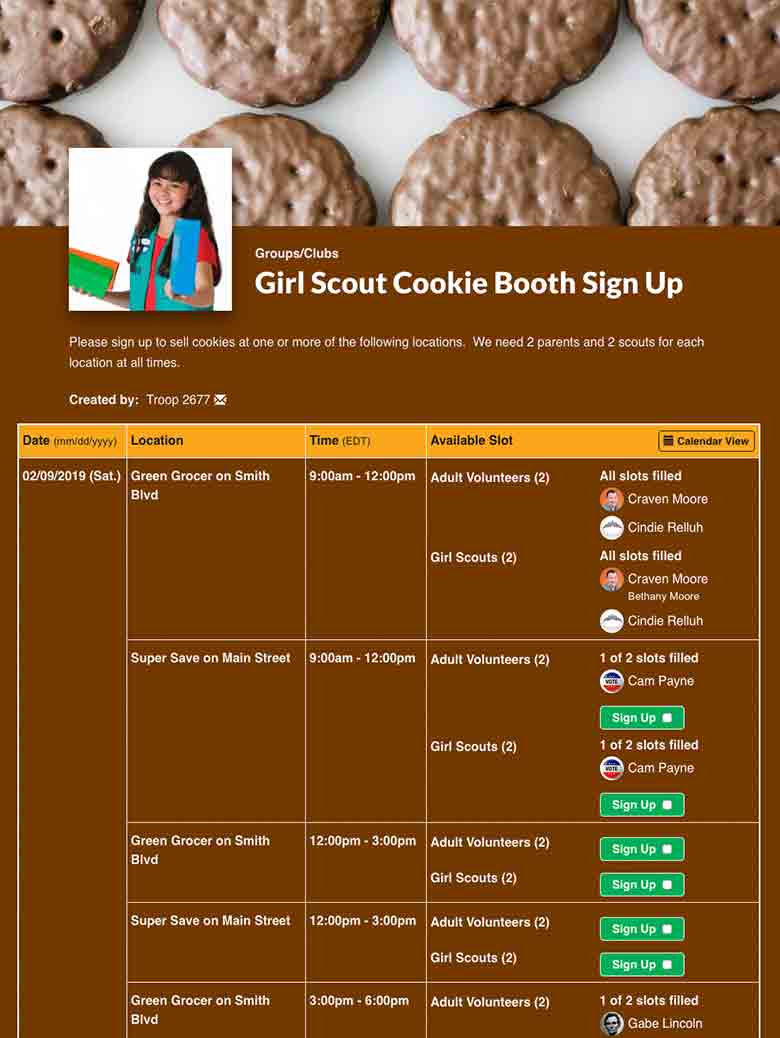 Groups/Clubs
Girl Scout Cookie Booth Sign Up
Please sign up to sell cookies at one or more of the following locations.  We need 2 parents and 2 scouts for each
location at all times.
Created by:  Troop 2677
Date (mm/dd/yyyy)  Location  Time (EDT)  Available Slot  Calendar View
02/09/2019 (Sat.)  Green Grocer on Smith  9:00am - 12:00pm  Adult Volunteers (2)  All slots filled
Blvd
Craven Moore
Cindie Relluh
Girl Scouts (2)  All slots filled
Craven Moore
Bethany Moore
Cindie Relluh
Super Save on Main Street  9:00am - 12:00pm  Adult Volunteers (2)  1 of 2 slots filled
VOTE  Cam Payne
Sign Up
Girl Scouts (2)  1 of 2 slots filled
VOTE  Cam Payne
Sign Up
Green Grocer on Smith  12:00pm - 3:00pm  Adult Volunteers (2)  Sign Up
Blvd
Girl Scouts (2)  Sign Up
Super Save on Main Street  12:00pm - 3:00pm  Adult Volunteers (2)  Sign Up
Girl Scouts (2)  Sign Up
Green Grocer on Smith  3:00pm - 6:00pm  Adult Volunteers (2)  1 of 2 slots filled
Blvd
Gabe Lincoln